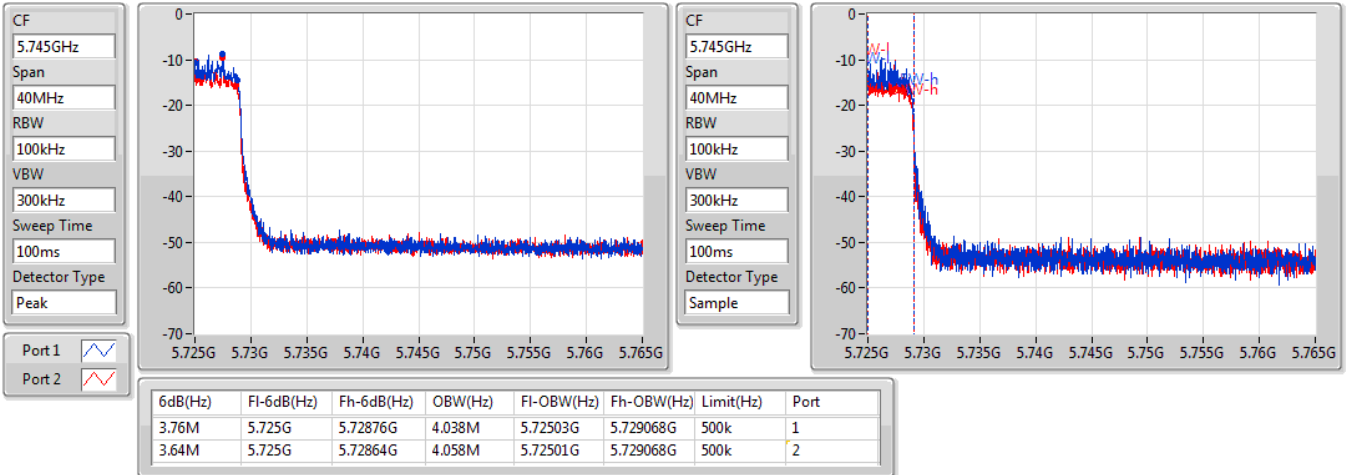 CF
5.745GHz
Span
40MHz
RBW
100kHz
VBW
300kHz
Sweep Time
100ms
Detector Type
Peak
Port 1
Port 2
0
-10
-20
-30
-40
-50
-60
-70
5.725G 5.73G 5.735G 5.74G 5.745G 5.75G 5.755G 5.76G 5.765G
CF
5.745GHz
Span
40MHz
RBW
100kHz
VBW
300kHz
Sweep Time
100ms
Detector Type
Sample
0
-10
-20
-30
-40
-50
-60
-70
5.725G 5.73G 5.735G 5.74G 5.745G 5.75G 5.755G 5.76G 5.765G
6dB(Hz) Fl-6dB(Hz) Fh-6dB(Hz) OBW(Hz) Fl-OBW(Hz) Fh-OBW(Hz) Limit(Hz) Port
3.76M 5.725G 5.72876G 4.038M 5.72503G 5.729068G 500k 1
3.64M 5.725G 5.72864G 4.058M 5.72501G 5.729068G 500k 2